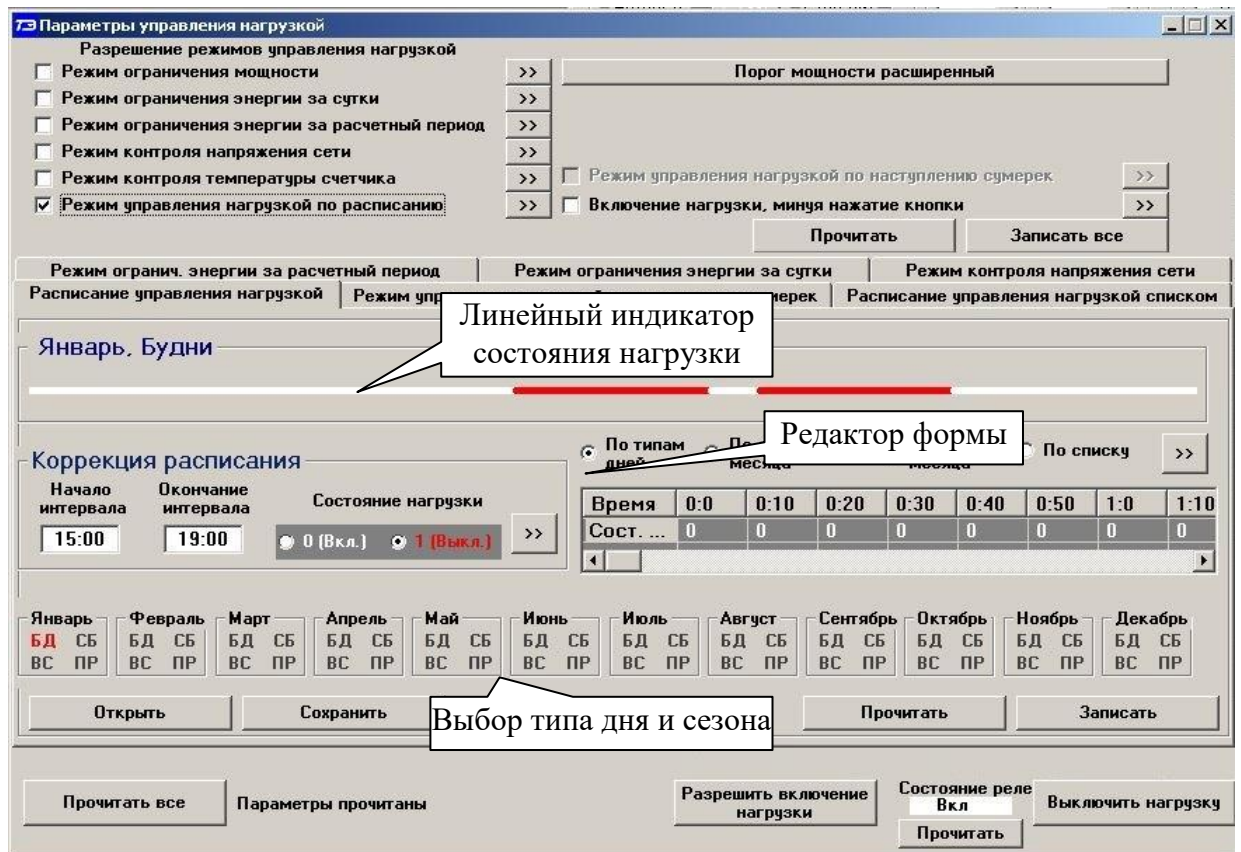 ТЭ Параметры управления нагрузкой
Разрешение режимов управления нагрузкой
Режим ограничения мощности >> Порог мощности расширенный
Режим ограничения энергии за сутки >>
Режим ограничения энергии за расчетный период >>
Режим контроля напряжения сети >>
Режим контроля температуры счетчика >> Режим управления нагрузкой по наступлению сумерек >>
Режим управления нагрузкой по расписанию >> Включение нагрузки, минуя нажатие кнопки >>
Прочитать Записать все
Режим огранич. энергии за расчетный период Режим ограничения энергии за сутки Режим контроля напряжения сети
Расписание управления нагрузкой Режим упр Расписание управления нагрузкой списком
Линейный индикатор
состояния нагрузки
Январь, Будни
Редактор формы
По типам
дней
По списку >>
Коррекция расписания
Начало
интервала
Окончание
интервала
Состояние нагрузки
15:00 19:00 0 (Вкл.) 1 (Выкл.) >>
Время 0:0 0:10 0:20 0:30 0:40 0:50 1:0 1:10
Сост. ... 0 0 0 0 0 0 0 0
Январь Февраль Март Апрель Май Июнь Июль Август Сентябрь Октябрь Ноябрь Декабрь
БД СБ БД СБ БД СБ БД СБ БД СБ БД СБ БД СБ БД СБ БД СБ БД СБ БД СБ БД СБ
ВС ПР ВС ПР ВС ПР ВС ПР ВС ПР ВС ПР ВС ПР ВС ПР ВС ПР ВС ПР ВС ПР ВС ПР
Открыть Сохранить Выбор типа дня и сезона Прочитать Записать
Прочитать все Параметры прочитаны
Разрешить включение
нагрузки
Состояние реле
Вкл
Прочитать
Выключить нагрузку